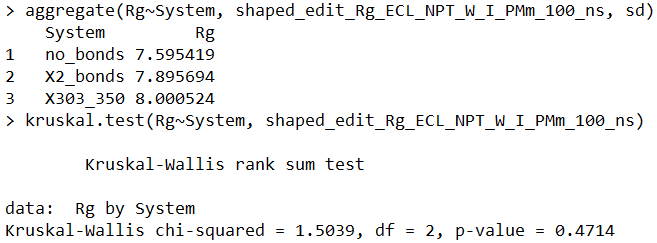 > aggregate(Rg~System, shaped_edit_Rg_ECL_NPT_W_I_PMm_100_ns, sd)
    System       Rg
1 no_bonds 7.595419
2 X2_bonds 7.895694
3 X303_350 8.000524
> kruskal.test(Rg~System, shaped_edit_Rg_ECL_NPT_W_I_PMm_100_ns)

        Kruskal-Wallis rank sum test

data:  Rg by System
Kruskal-Wallis chi-squared = 1.5039, df = 2, p-value = 0.4714